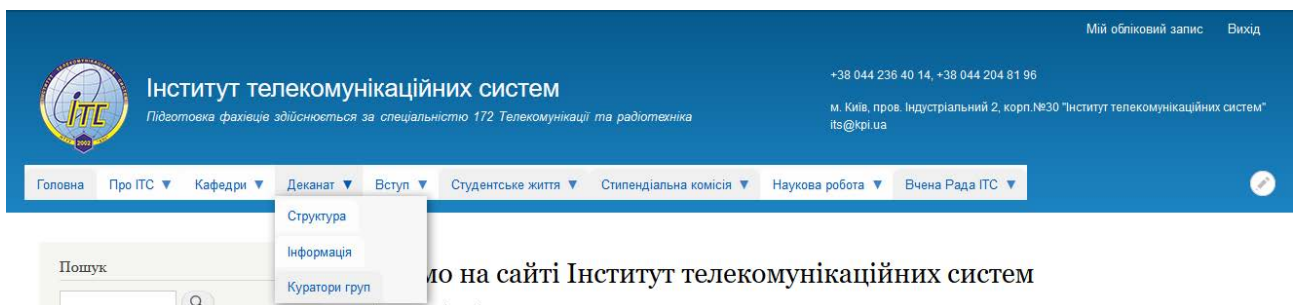 Мій обліковий запис Вихід
ІТС
2002
Інститут телекомунікаційних систем
Підготовка фахівців здійснюється за спеціальністю 172 Телекомунікації та радіотехніка
+38 044 236 40 14, +38 044 204 81 96
м. Київ, пров. Індустріальний 2, корп.№30 "Інститут телекомунікаційних систем"
its@kpi.ua
Головна Про ІТС ▼ Кафедри ▼ Деканат ▼ Вступ ▼ Студентське життя ▼ Стипендіальна комісія ▼ Наукова робота ▼ Вчена Рада ІТС ▼
Структура
Інформація
Куратори груп
Пошук
мо на сайті Інститут телекомунікаційних систем